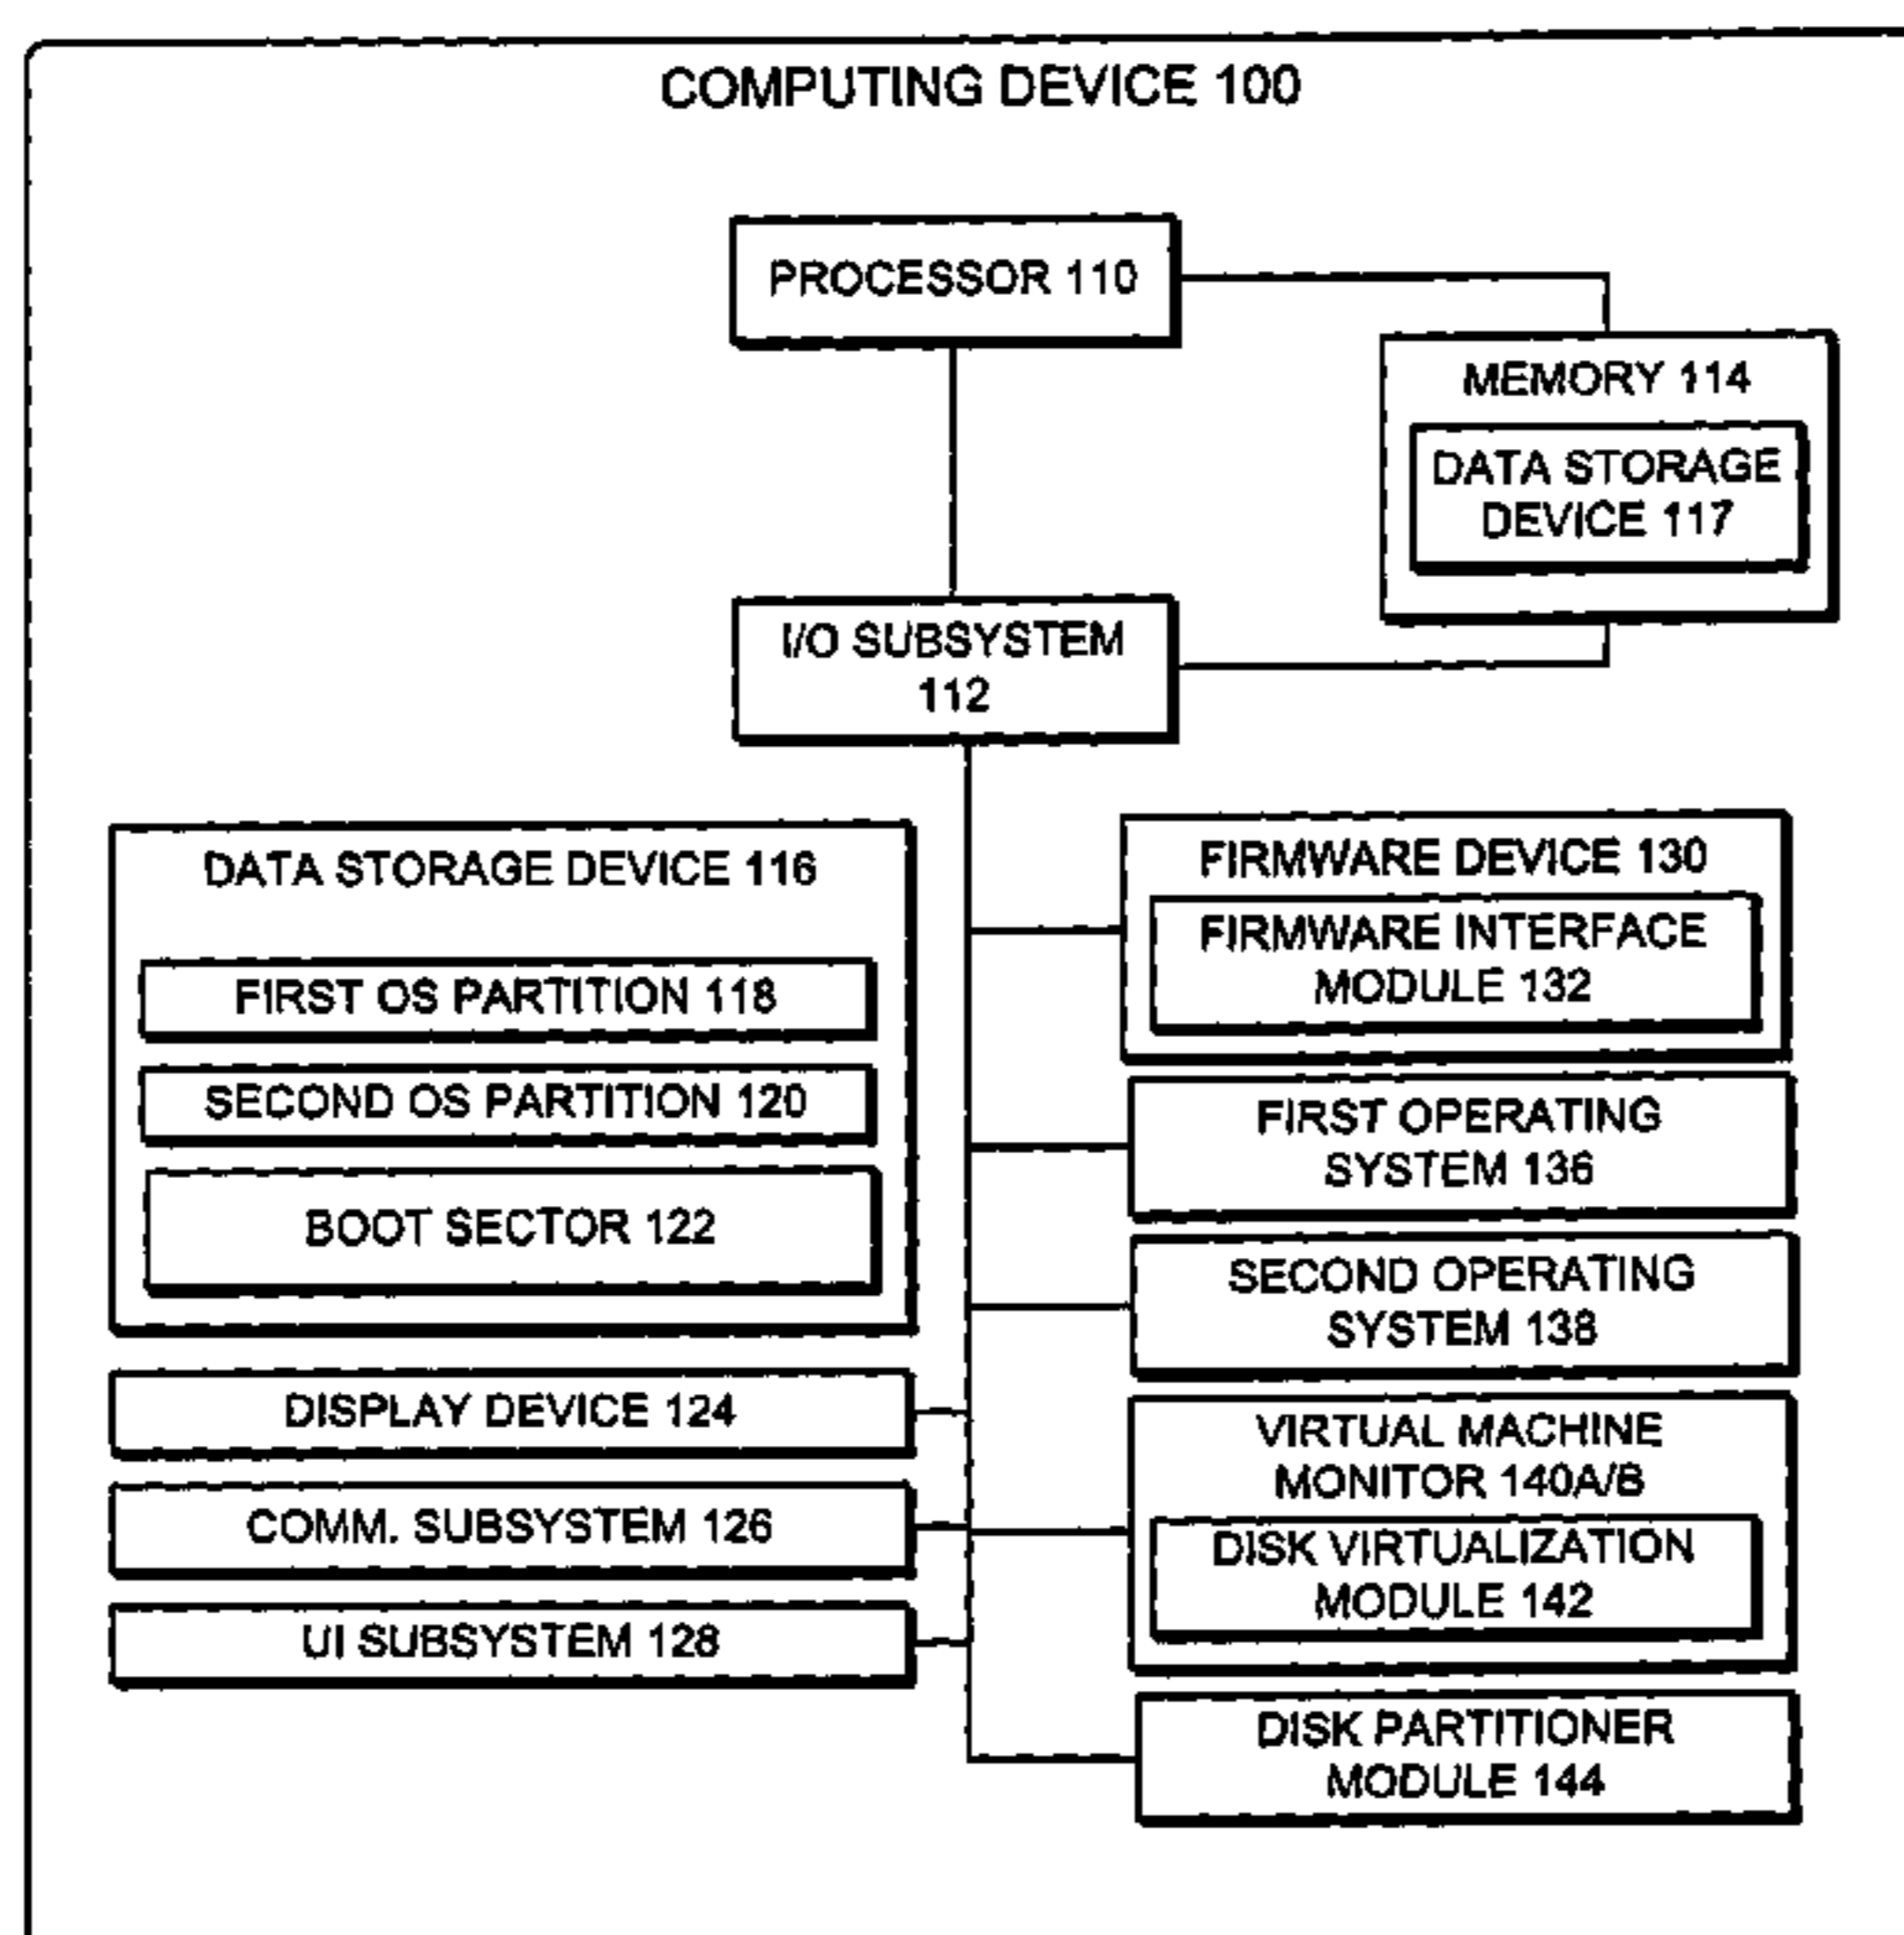 COMPUTING DEVICE 100
PROCESSOR 110
MEMORY 114
DATA STORAGE
DEVICE 117
I/O SUBSYSTEM
112
DATA STORAGE DEVICE 116
FIRST OS PARTITION 118
SECOND OS PARTITION 120
BOOT SECTOR 122
DISPLAY DEVICE 124
COMM. SUBSYSTEM 126
UI SUBSYSTEM 128
FIRMWARE DEVICE 130
FIRMWARE INTERFACE
MODULE 132
FIRST OPERATING
SYSTEM 136
SECOND OPERATING
SYSTEM 138
VIRTUAL MACHINE
MONITOR 140A/B
DISK VIRTUALIZATION
MODULE 142
DISK PARTITIONER
MODULE 144